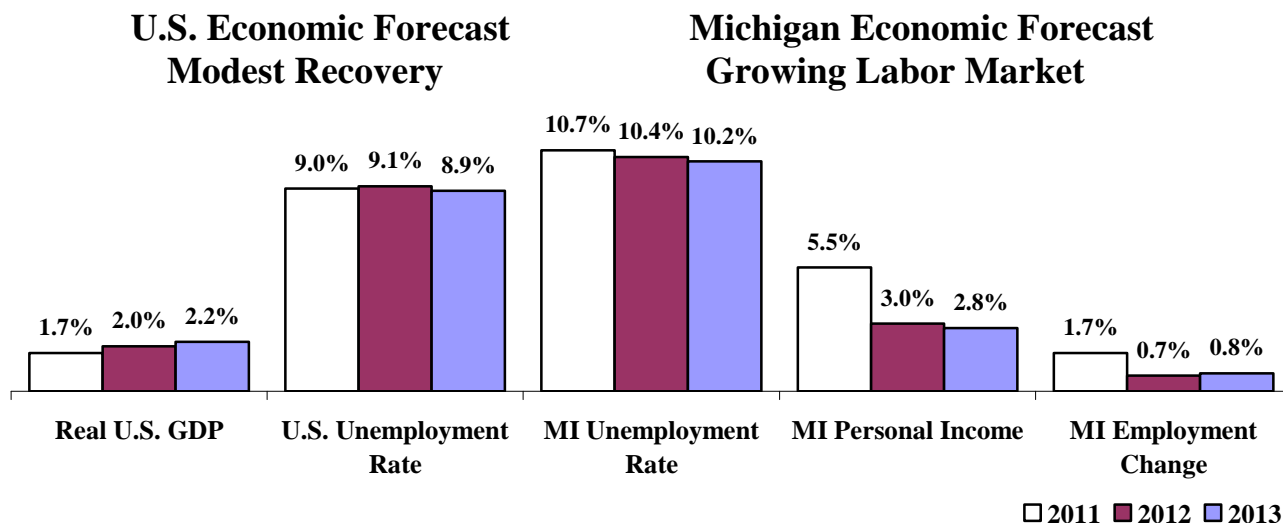 U.S. Economic Forecast
Modest Recovery
Michigan Economic Forecast
Growing Labor Market
1.7%
2.0%
2.2%
9.0%
9.1%
8.9%
10.7%
10.4%
10.2%
5.5%
3.0%
2.8%
1.7%
0.7%
0.8%
Real U.S. GDP
U.S. Unemployment
Rate
MI Unemployment
Rate
MI Personal Income
MI Employment
Change
2011
2012
2013